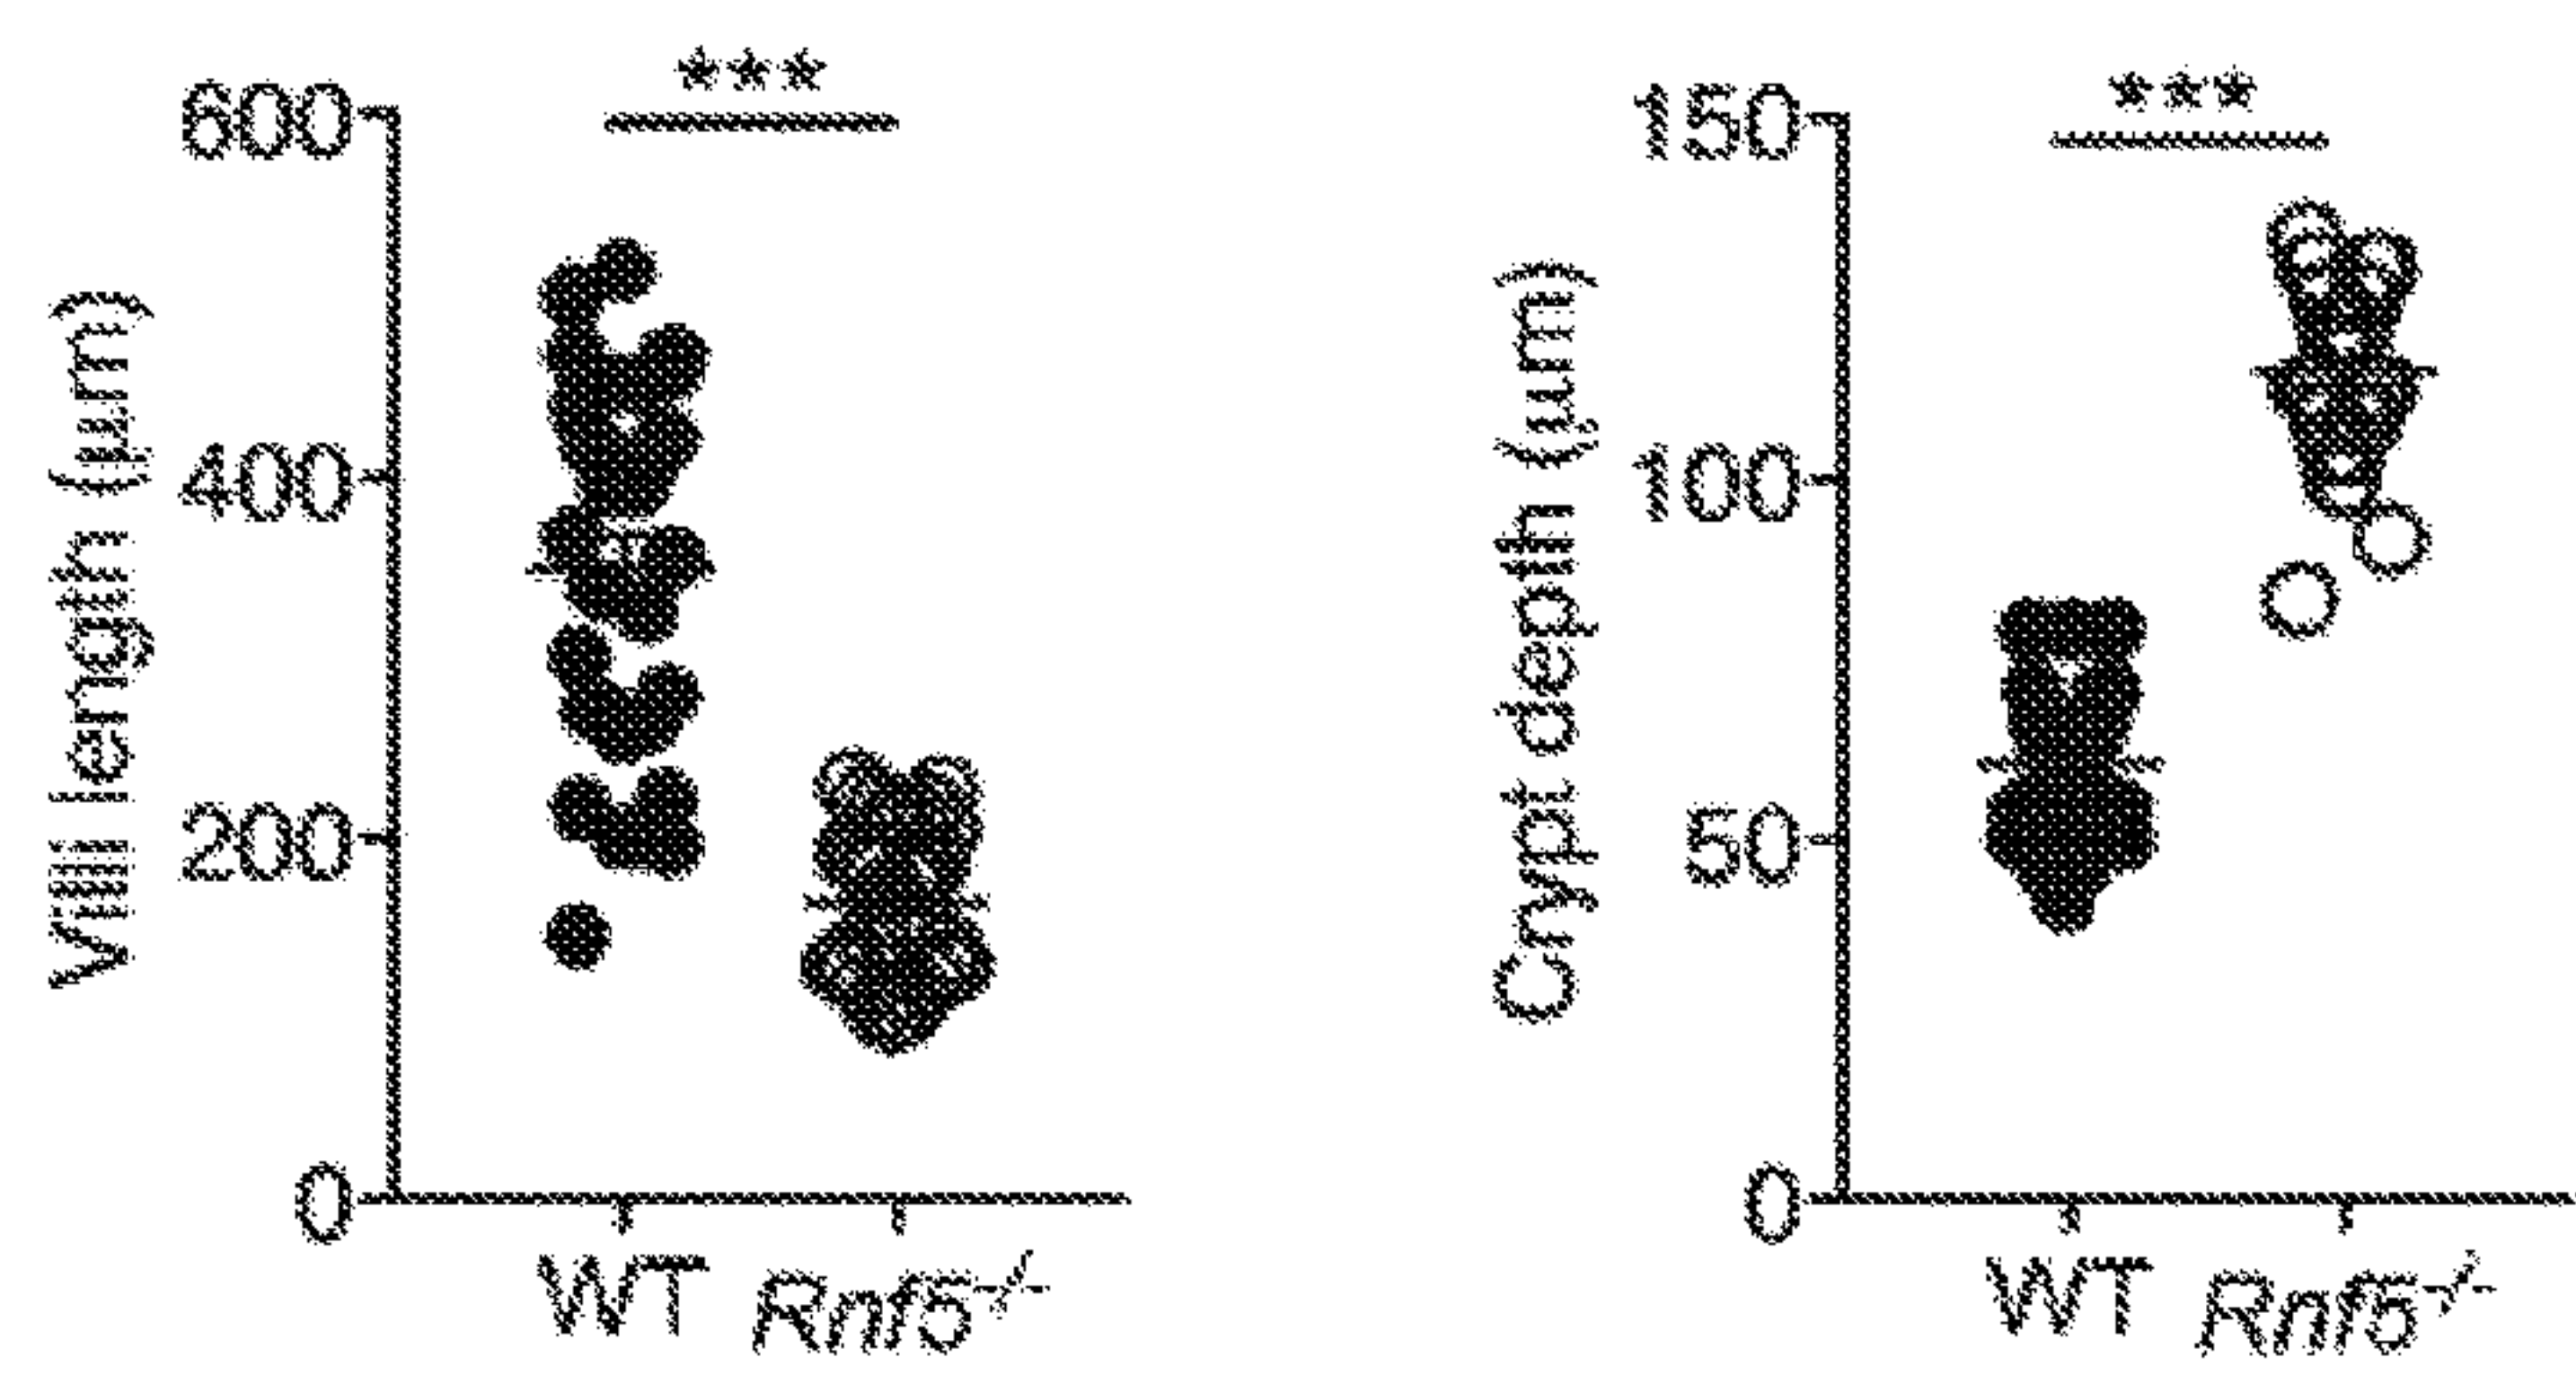 ***
600
400
200
0
Villi length (µm)
WT Rnf5-/-
***
150
100
50
0
Crypt depth (µm)
WT Rnf5-/-